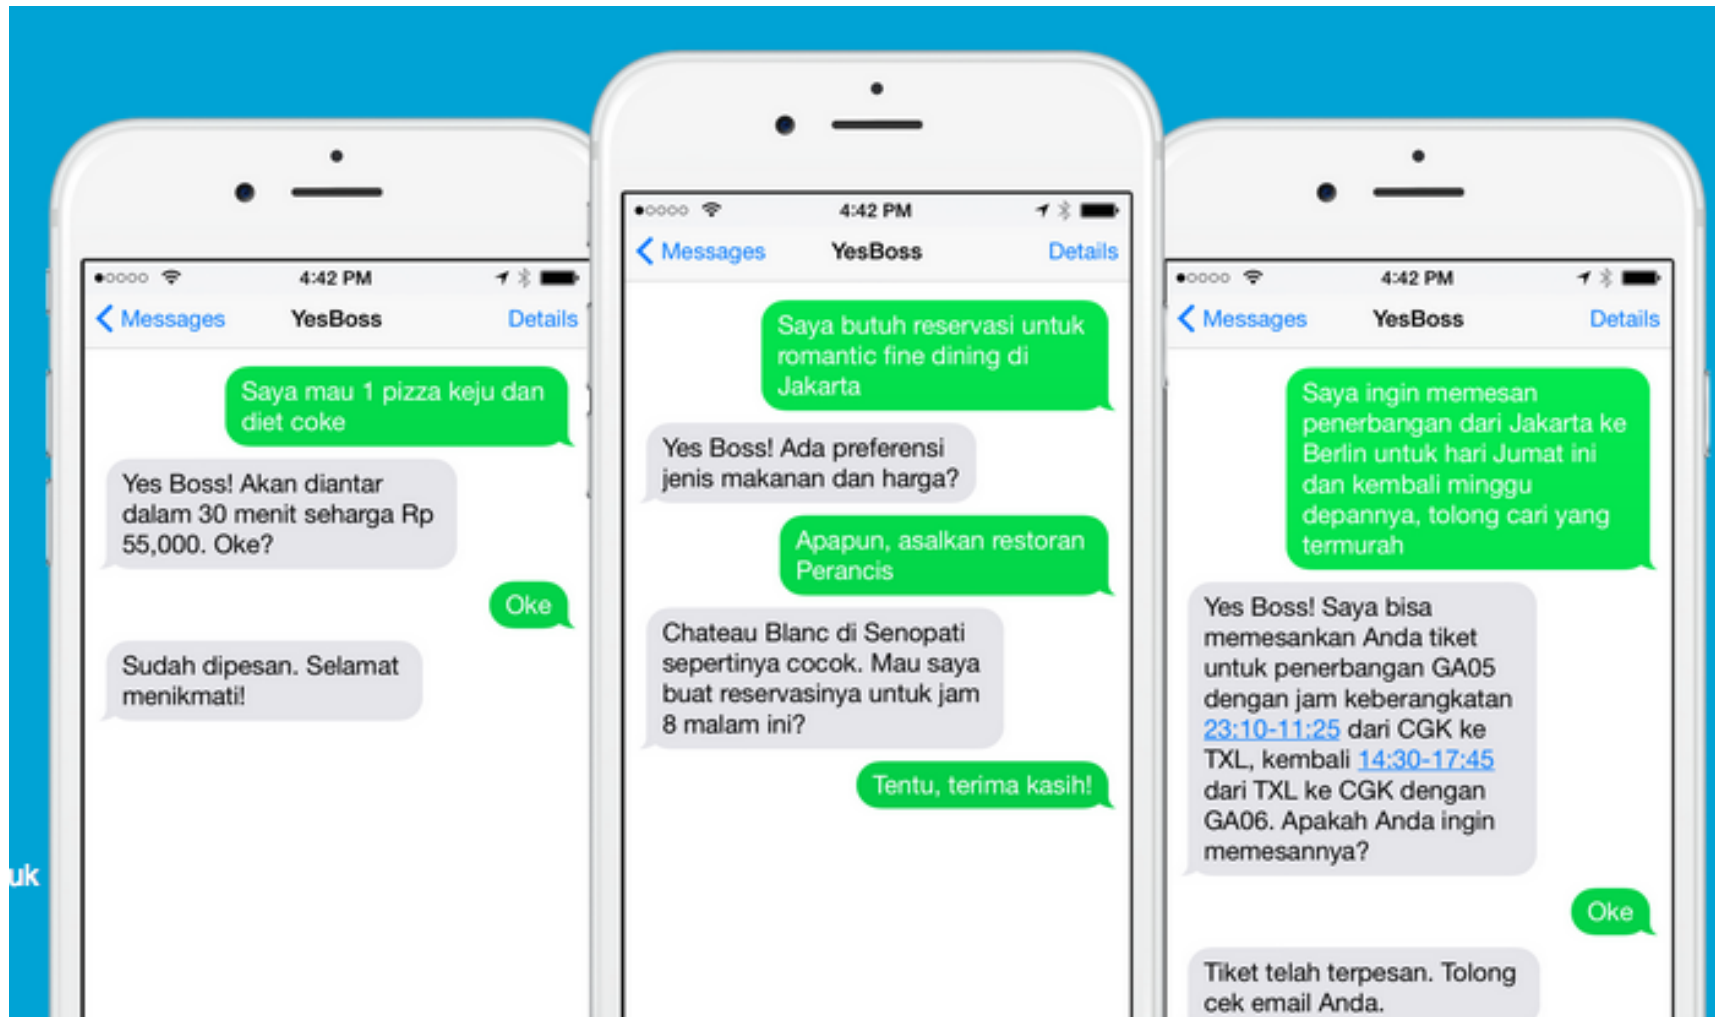 4:42 PM
Messages YesBoss Details
Saya mau 1 pizza keju dan
diet coke
Yes Boss! Akan diantar
dalam 30 menit seharga Rp
55,000. Oke?
Oke
Sudah dipesan. Selamat
menikmati!
4:42 PM
Messages YesBoss Details
Saya butuh reservasi untuk
romantic fine dining di
Jakarta
Yes Boss! Ada preferensi
jenis makanan dan harga?
Apapun, asalkan restoran
Perancis
Chateau Blanc di Senopati
sepertinya cocok. Mau saya
buat reservasinya untuk jam
8 malam ini?
Tentu, terima kasih!
4:42 PM
Messages YesBoss Details
Saya ingin memesan
penerbangan dari Jakarta ke
Berlin untuk hari Jumat ini
dan kembali minggu
depannya, tolong cari yang
termurah
Yes Boss! Saya bisa
memesankan Anda tiket
untuk penerbangan GA05
dengan jam keberangkatan
23:10-11:25 dari CGK ke
TXL, kembali 14:30-17:45
dari TXL ke CGK dengan
GA06. Apakah Anda ingin
memesannya?
Oke
Tiket telah terpesan. Tolong
cek email Anda.
uk